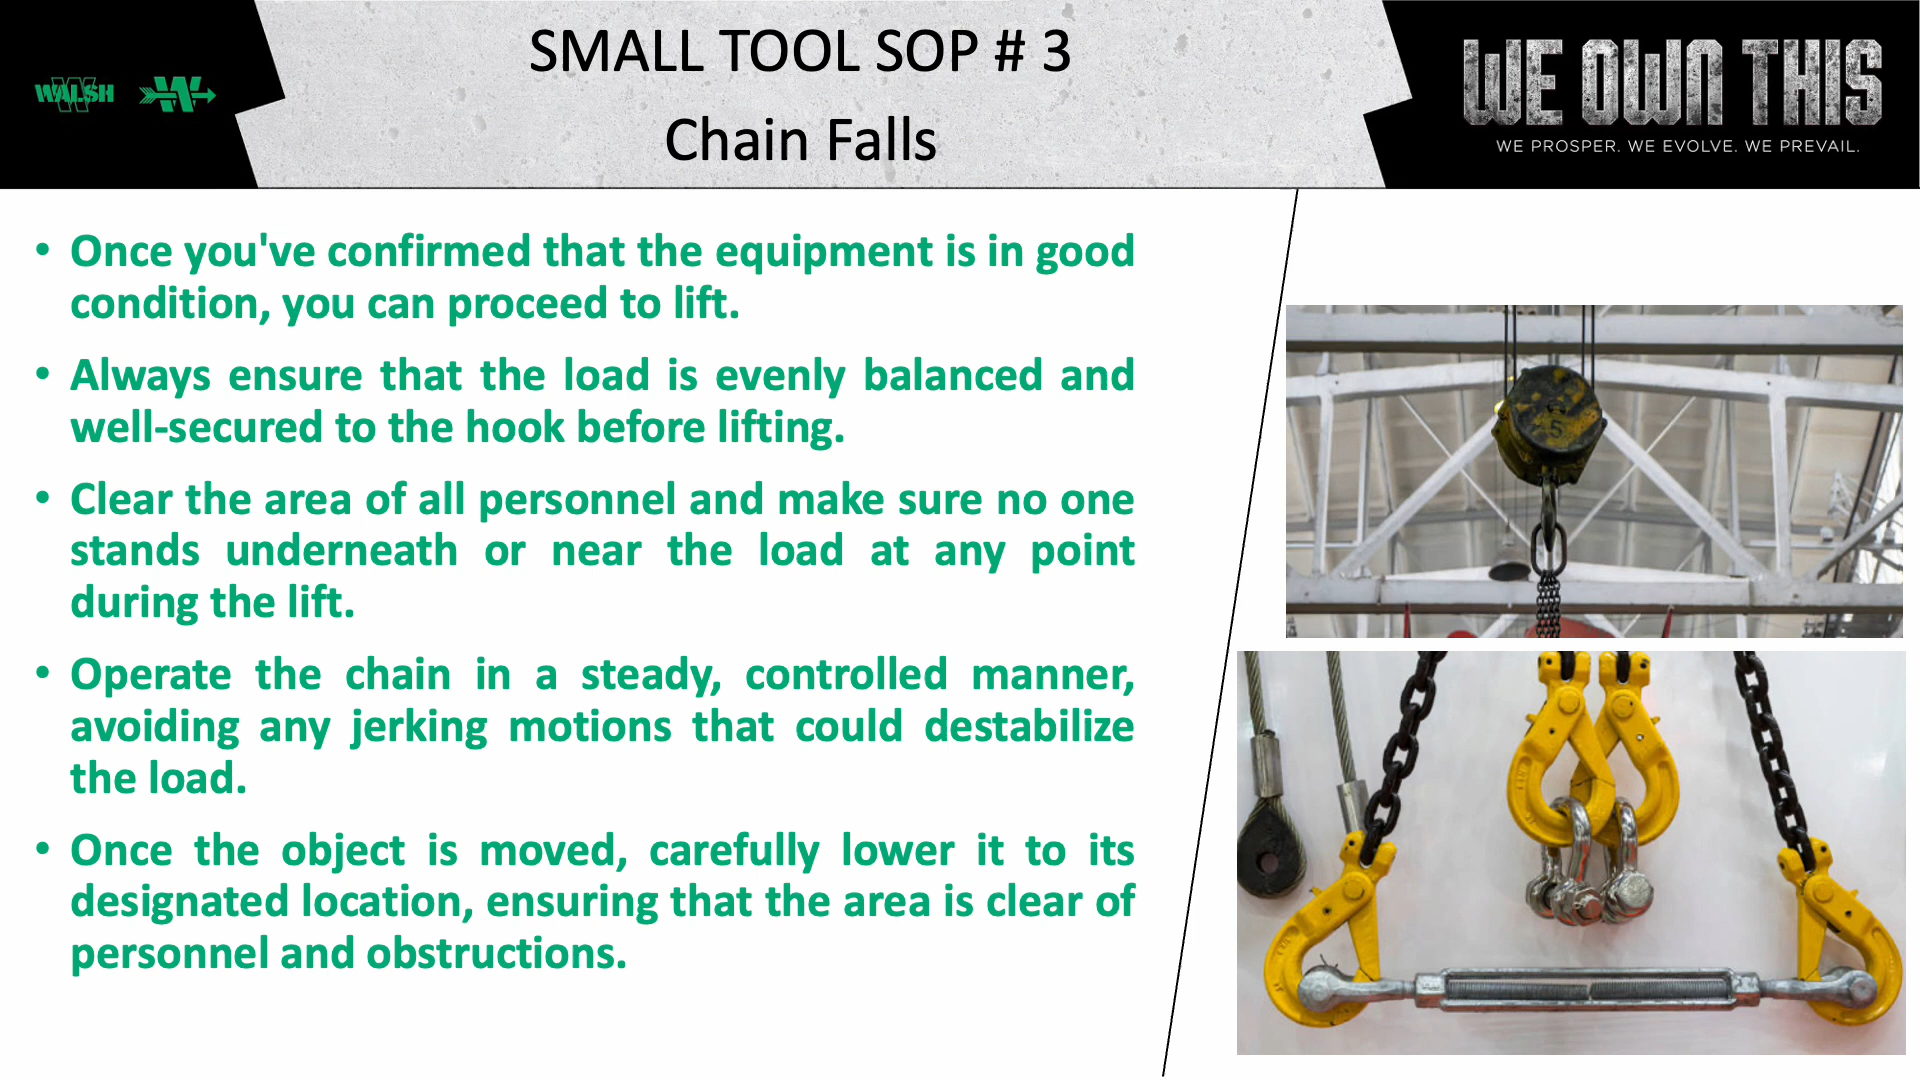 SMALL TOOL SOP # 3
Chain Falls
WALSH
WE OWN THIS
WE PROSPER. WE EVOLVE. WE PREVAIL.
• Once you've confirmed that the equipment is in good
condition, you can proceed to lift.
• Always ensure that the load is evenly balanced and
well-secured to the hook before lifting.
• Clear the area of all personnel and make sure no one
stands underneath or near the load at any point
during the lift.
• Operate the chain in a steady, controlled manner,
avoiding any jerking motions that could destabilize
the load.
• Once the object is moved, carefully lower it to its
designated location, ensuring that the area is clear of
personnel and obstructions.
5